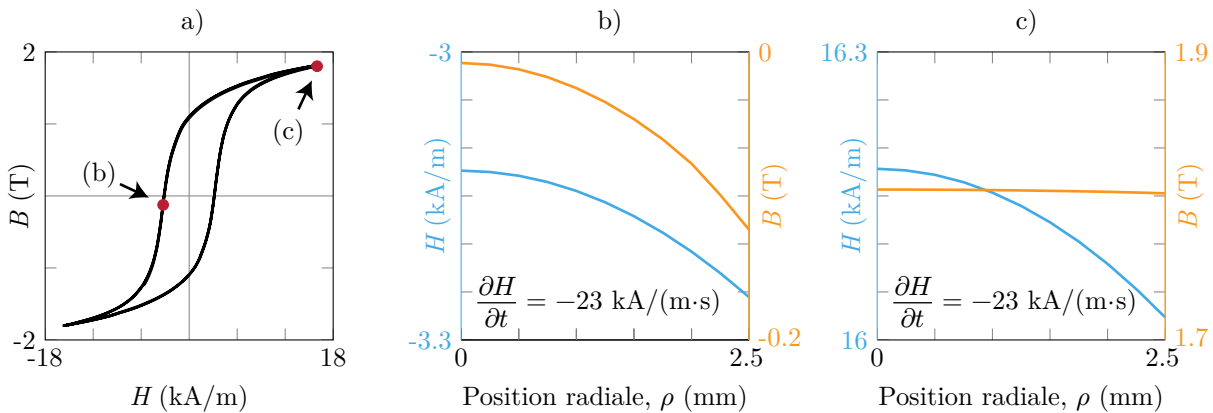 a)
2
B (T)
-2
-18
18
H (kA/m)
(b)
(c)
b)
-3
H (kA/m)
-3.3
0
B (T)
-0.2
∂H/∂t = −23 kA/(m·s)
0
2.5
Position radiale, ρ (mm)
c)
16.3
H (kA/m)
16
1.9
B (T)
1.7
∂H/∂t = −23 kA/(m·s)
0
2.5
Position radiale, ρ (mm)